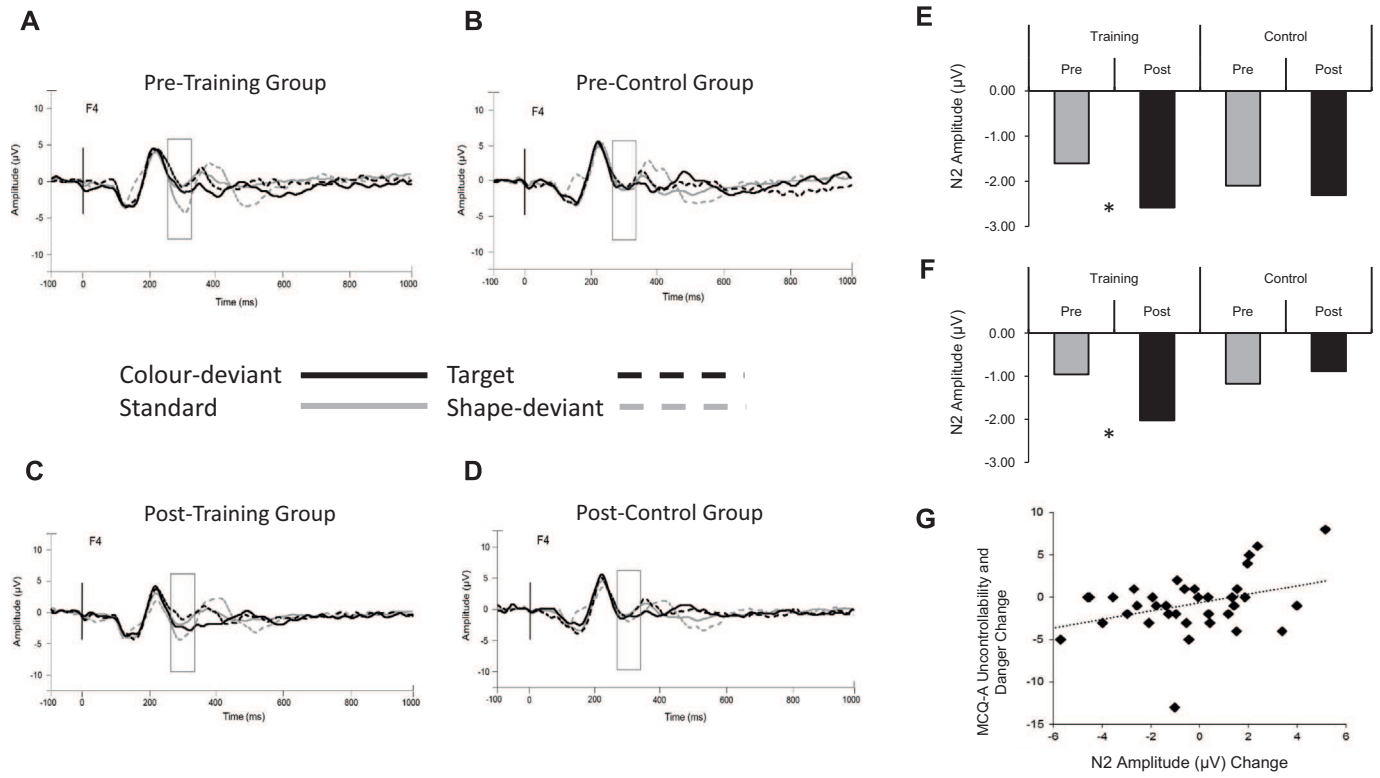 A
Pre-Training Group
F4
10
5
0
-5
-10
Amplitude (µV)
-100 0 200 400 600 800 1000
Time (ms)
B
Pre-Control Group
F4
10
5
0
-5
-10
Amplitude (µV)
-100 0 200 400 600 800 1000
Time (ms)
Colour-deviant Target
Standard Shape-deviant
C
Post-Training Group
F4
10
5
0
-5
-10
Amplitude (µV)
-100 0 200 400 600 800 1000
Time (ms)
D
Post-Control Group
F4
10
5
0
-5
-10
Amplitude (µV)
-100 0 200 400 600 800 1000
Time (ms)
E
Training Control
Pre Post Pre Post
0.00
-1.00
-2.00
-3.00
*
N2 Amplitude (µV)
F
Training Control
Pre Post Pre Post
0.00
-1.00
-2.00
-3.00
*
N2 Amplitude (µV)
G
10
5
0
-5
-10
-15
MCQ-A Uncontrollability and
Danger Change
-6 -4 -2 0 2 4 6
N2 Amplitude (µV) Change